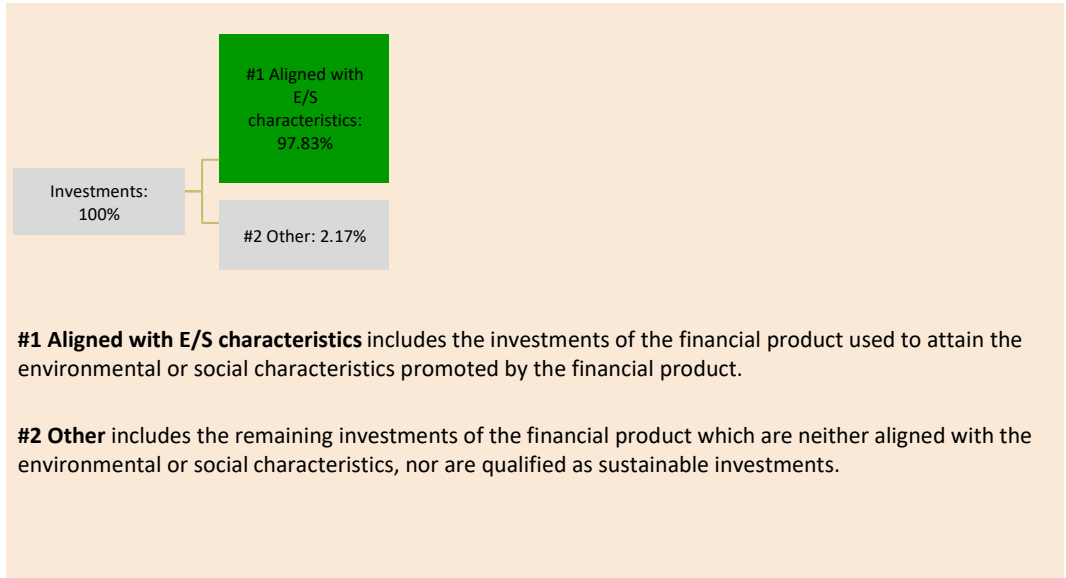 #1 Aligned with
E/S
characteristics:
97.83%
Investments:
100%
#2 Other: 2.17%
#1 Aligned with E/S characteristics includes the investments of the financial product used to attain the
environmental or social characteristics promoted by the financial product.
#2 Other includes the remaining investments of the financial product which are neither aligned with the
environmental or social characteristics, nor are qualified as sustainable investments.